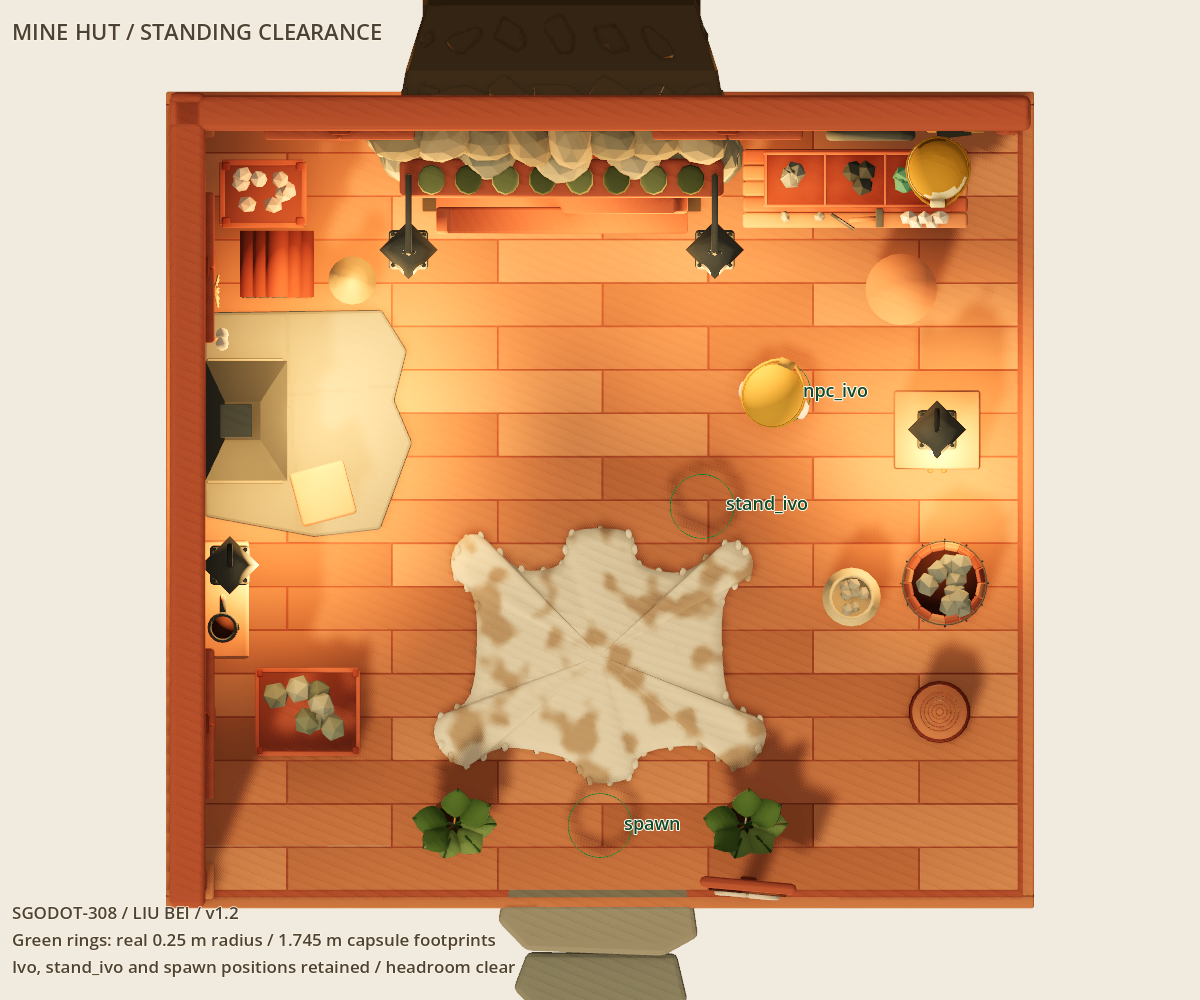 MINE HUT / STANDING CLEARANCE
npc_ivo
stand_ivo
spawn
SGODOT-308 / LIU BEI / v1.2
Green rings: real 0.25 m radius / 1.745 m capsule footprints
Ivo, stand_ivo and spawn positions retained / headroom clear